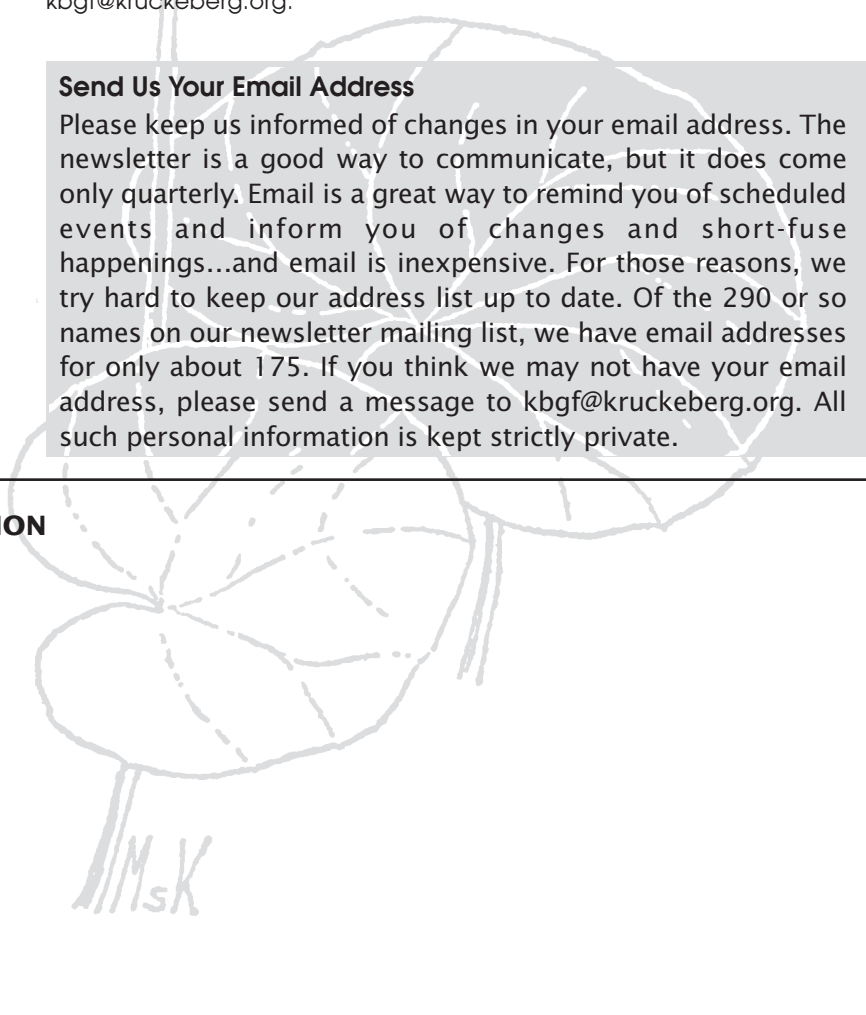 kbgf@kruckeberg.org.
Send Us Your Email Address
Please keep us informed of changes in your email address. The
newsletter is a good way to communicate, but it does come
only quarterly. Email is a great way to remind you of scheduled
events and inform you of changes and short-fuse
happenings...and email is inexpensive. For those reasons, we
try hard to keep our address list up to date. Of the 290 or so
names on our newsletter mailing list, we have email addresses
for only about 175. If you think we may not have your email
address, please send a message to kbgf@kruckeberg.org. All
such personal information is kept strictly private.
ION
MsK